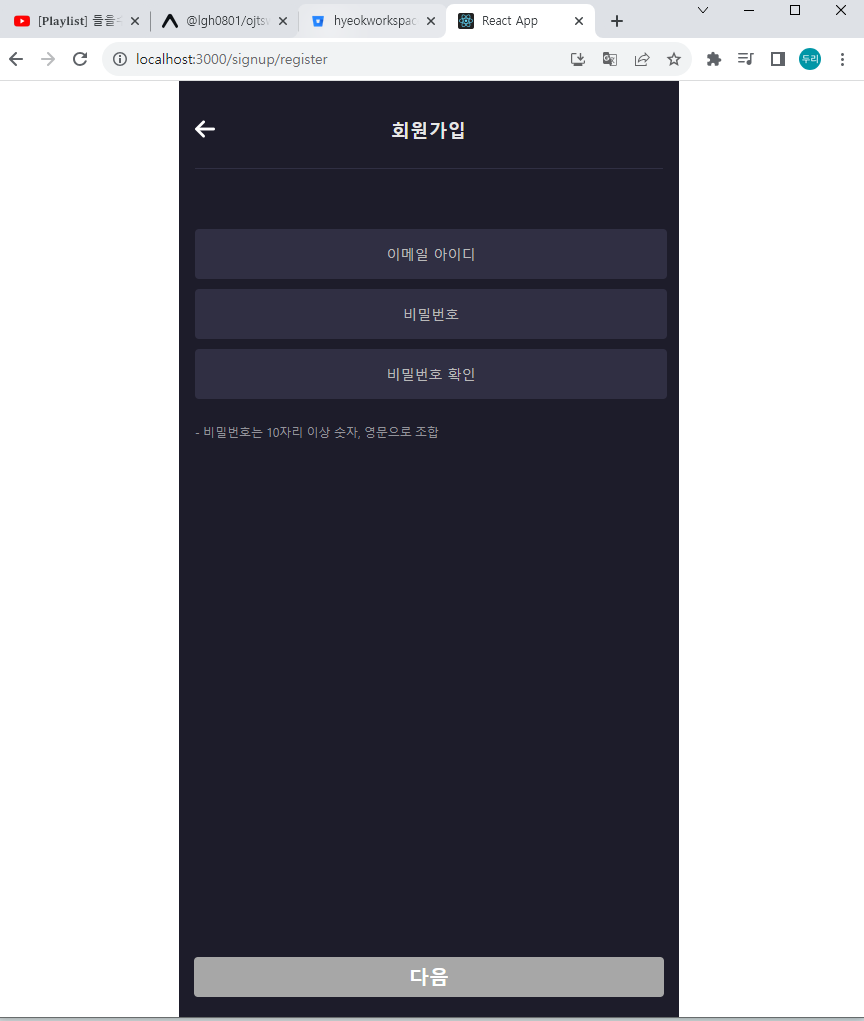 [Playlist] 들을
@lgh0801/ojtsw
hyeokworkspac
React App
localhost:3000/signup/register
두리
회원가입
이메일 아이디
비밀번호
비밀번호 확인
- 비밀번호는 10자리 이상 숫자, 영문으로 조합
다음